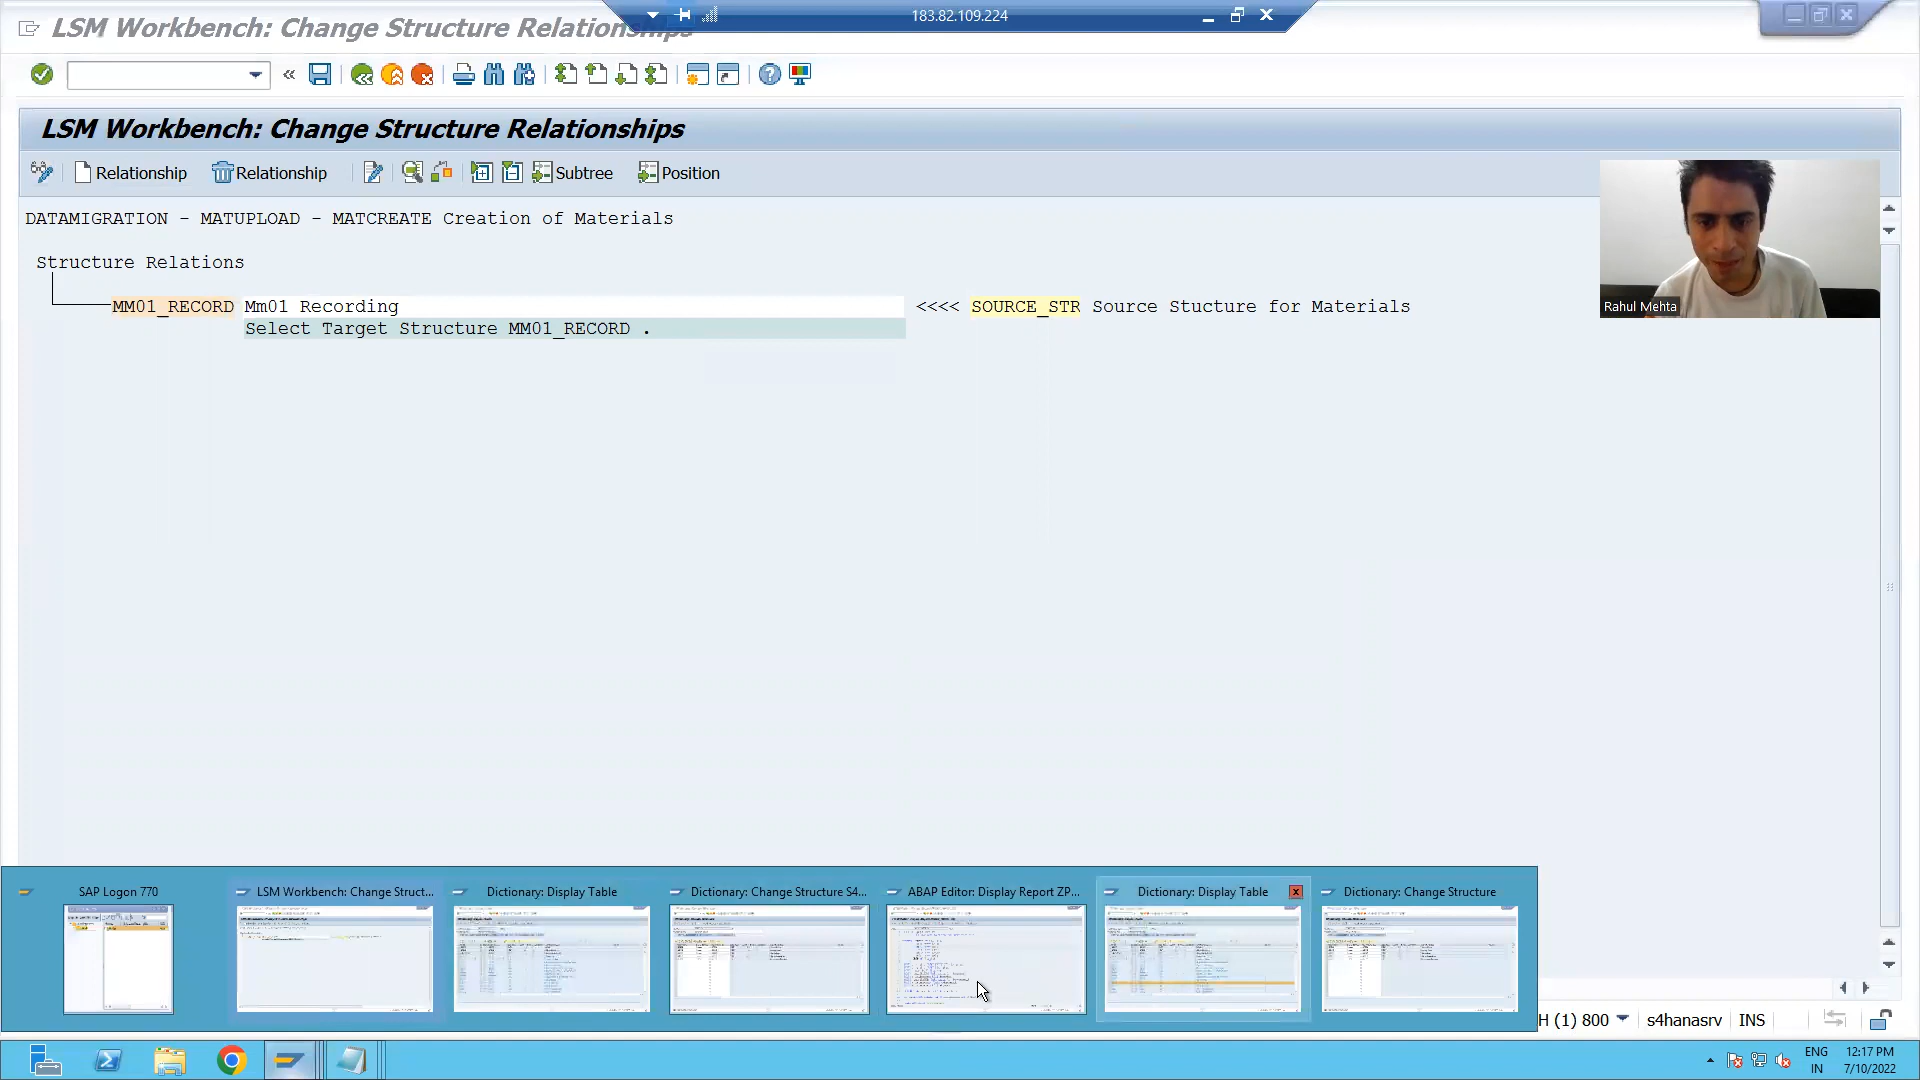 LSM Workbench: Change Structure Relationships
183.82.109.224
LSM Workbench: Change Structure Relationships
Relationship
Relationship
Subtree
Position
DATAMIGRATION - MATUPLOAD - MATCREATE Creation of Materials
Structure Relations
MM01_RECORD Mm01 Recording <<<< SOURCE_STR Source Stucture for Materials
Select Target Structure MM01_RECORD .
Rahul Mehta
SAP Logon 770
LSM Workbench: Change Struct...
Dictionary: Display Table
Dictionary: Change Structure S4...
ABAP Editor: Display Report ZP...
Dictionary: Display Table
Dictionary: Change Structure
H (1) 800
s4hanasrv
INS
ENG
IN
12:17 PM
7/10/2022